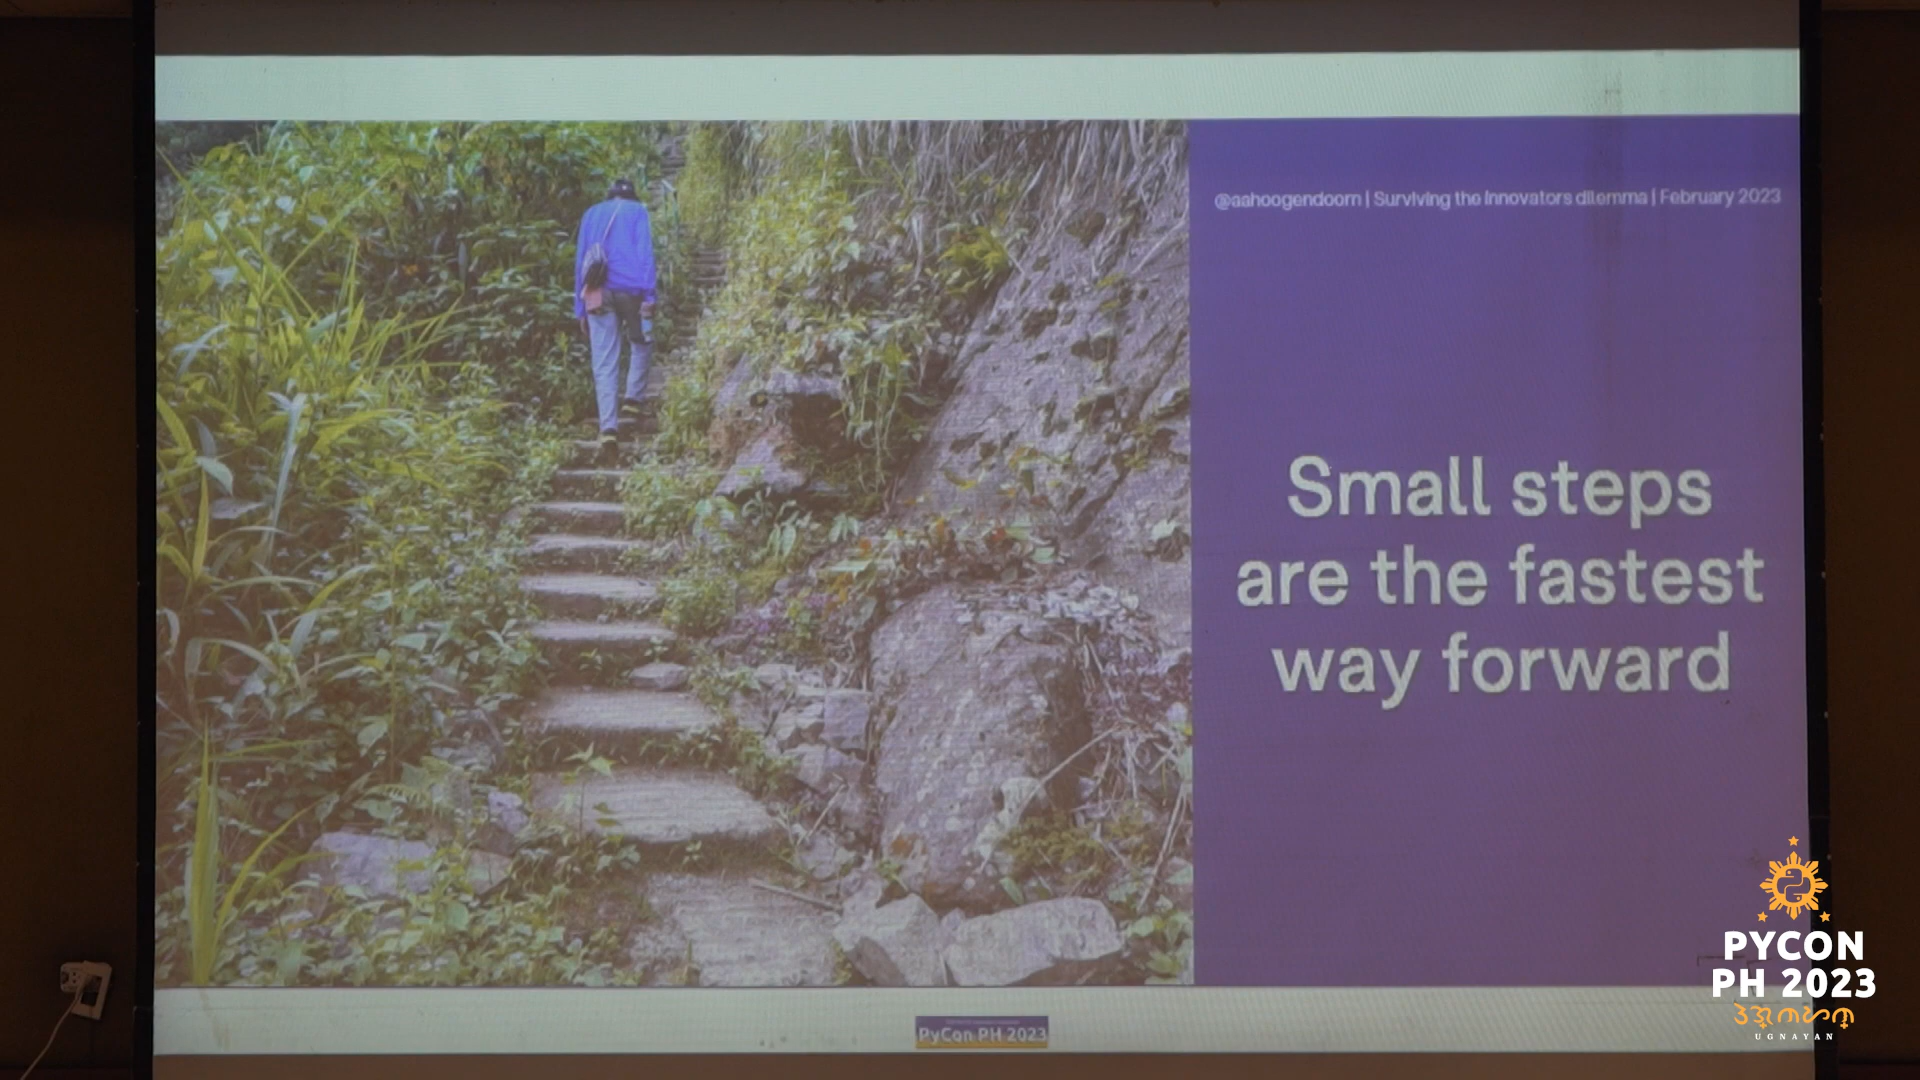 @aahoogendoorn | Surviving the innovators dilemma | February 2023
Small steps
are the fastest
way forward
PyCon PH 2023
PYCON
PH 2023
UGNAYAN